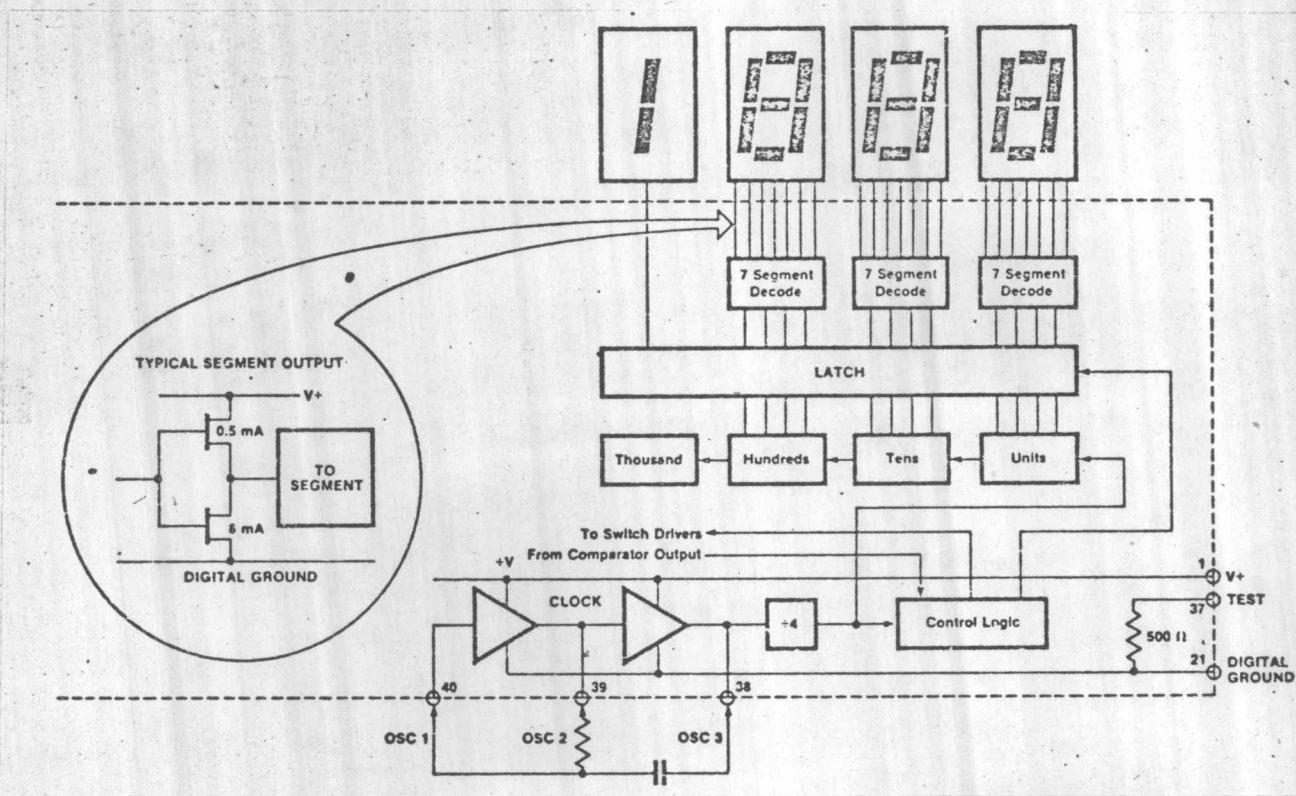 7 Segment
Decode
7 Segment
Decode
7 Segment
Decode
TYPICAL SEGMENT OUTPUT
V+
0.5 mA
TO
SEGMENT
LATCH
Thousand
Hundreds
Tens
Units
8 mA
DIGITAL GROUND
To Switch Drivers
From Comparator Output
+V
CLOCK
÷4
Control Logic
1
V+
TEST
37
500 Ω
21
DIGITAL
GROUND
40
39
38
OSC 1
OSC 2
OSC 3